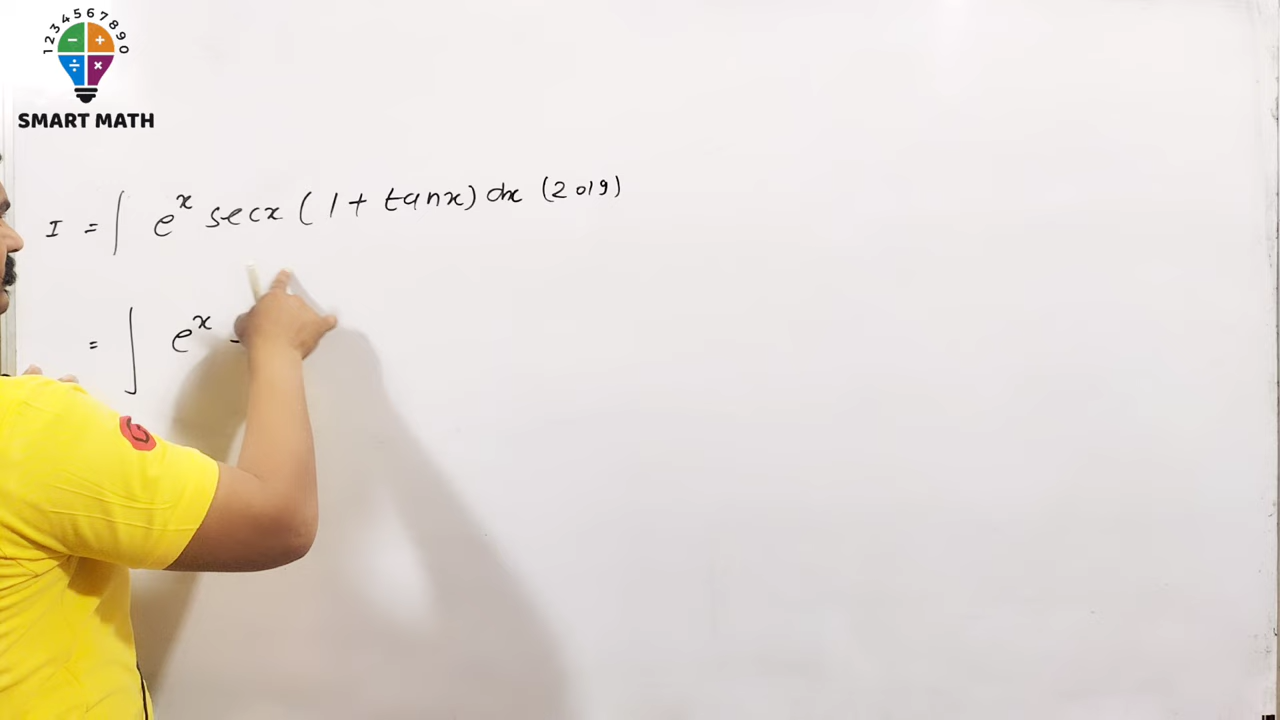 1234567890
− +
÷ ×
SMART MATH
I = ∫ e^x secx (1 + tanx) dx (2019)
= ∫ e^x